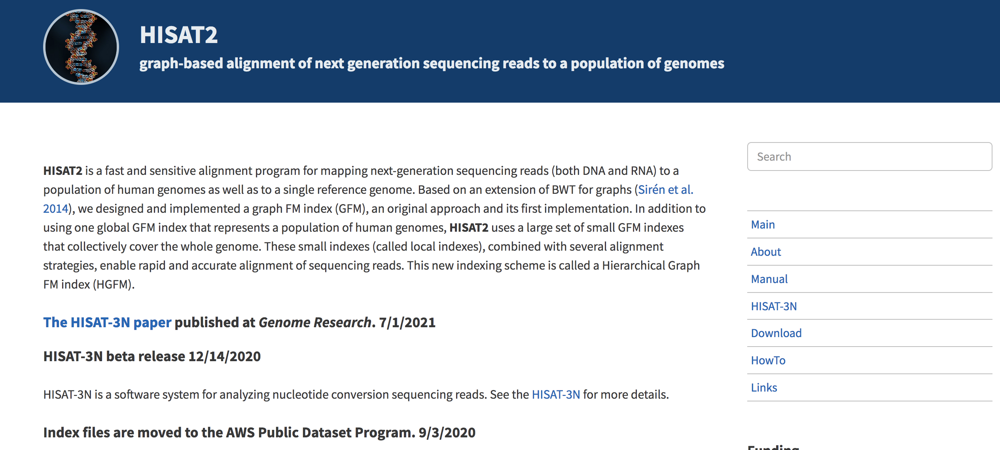 HISAT2
graph-based alignment of next generation sequencing reads to a population of genomes
HISAT2 is a fast and sensitive alignment program for mapping next-generation sequencing reads (both DNA and RNA) to a
population of human genomes as well as to a single reference genome. Based on an extension of BWT for graphs (Sirén et al.
2014), we designed and implemented a graph FM index (GFM), an original approach and its first implementation. In addition to
using one global GFM index that represents a population of human genomes, HISAT2 uses a large set of small GFM indexes
that collectively cover the whole genome. These small indexes (called local indexes), combined with several alignment
strategies, enable rapid and accurate alignment of sequencing reads. This new indexing scheme is called a Hierarchical Graph
FM index (HGFM).
The HISAT-3N paper published at Genome Research. 7/1/2021
HISAT-3N beta release 12/14/2020
HISAT-3N is a software system for analyzing nucleotide conversion sequencing reads. See the HISAT-3N for more details.
Index files are moved to the AWS Public Dataset Program. 9/3/2020
Search
Main
About
Manual
HISAT-3N
Download
HowTo
Links
Funding